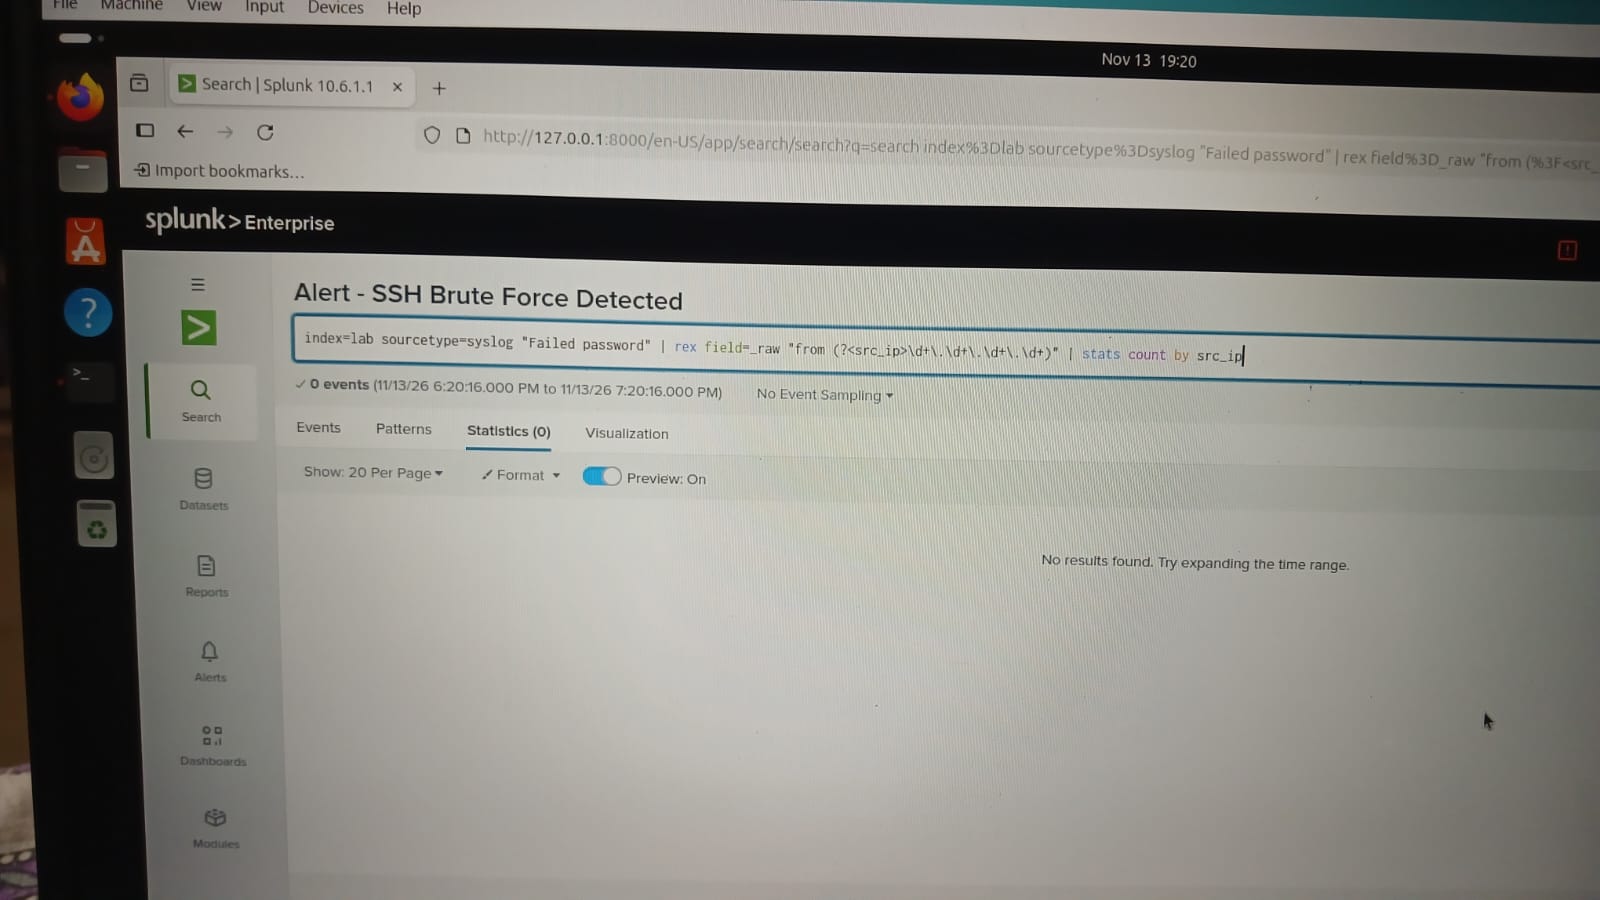 File Machine View Input Devices Help
Nov 13 19:20
Search | Splunk 10.6.1.1
http://127.0.0.1:8000/en-US/app/search/search?q=search index%3Dlab sourcetype%3Dsyslog "Failed password" | rex field%3D_raw "from (%3F<src_
Import bookmarks…
splunk>Enterprise
Alert - SSH Brute Force Detected
index=lab sourcetype=syslog "Failed password" | rex field=_raw "from (?<src_ip>\d+\.\d+\.\d+\.\d+)" | stats count by src_ip
0 events (11/13/26 6:20:16.000 PM to 11/13/26 7:20:16.000 PM) No Event Sampling
Events Patterns Statistics (0) Visualization
Show: 20 Per Page Format Preview: On
No results found. Try expanding the time range.
Search
Datasets
Reports
Alerts
Dashboards
Modules